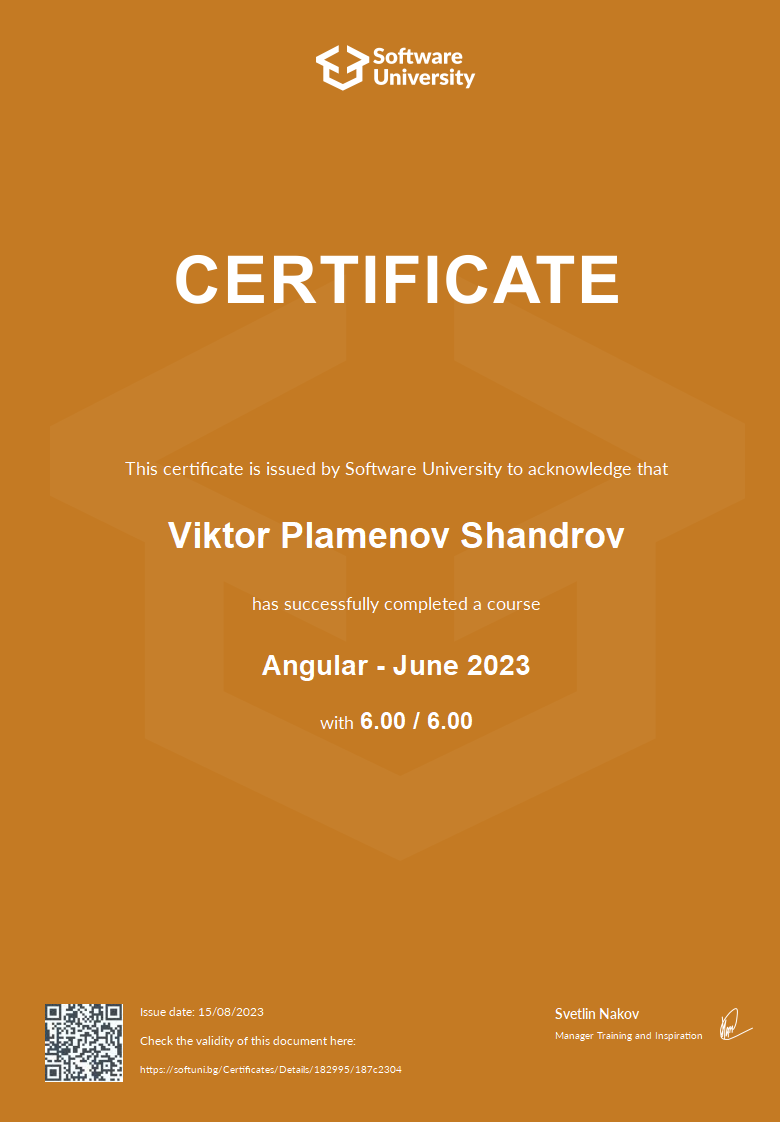 Software
University
CERTIFICATE
This certificate is issued by Software University to acknowledge that
Viktor Plamenov Shandrov
has successfully completed a course
Angular - June 2023
with 6.00 / 6.00
Issue date: 15/08/2023
Check the validity of this document here:
https://softuni.bg/Certificates/Details/182995/187c2304
Svetlin Nakov
Manager Training and Inspiration